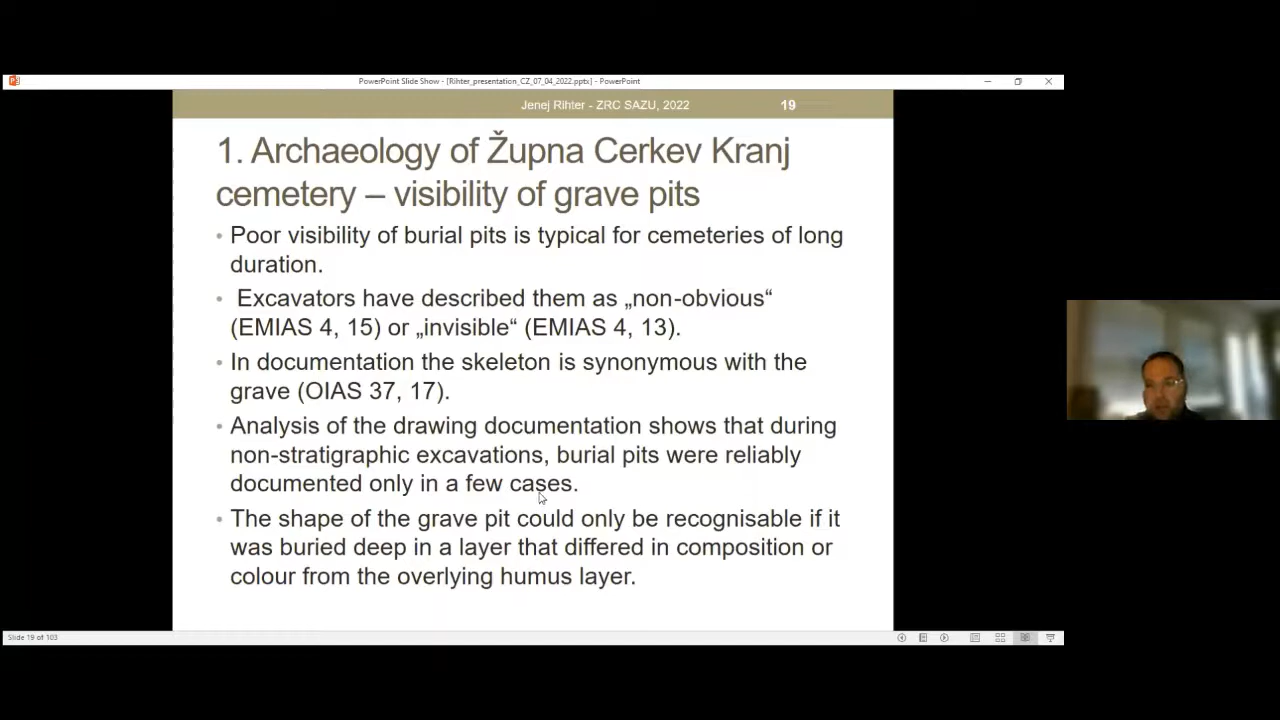 PowerPoint Slide Show - [Rihter_presentation_CZ_07_04_2022.pptx] - PowerPoint
Jenej Rihter - ZRC SAZU, 2022 19
1. Archaeology of Župna Cerkev Kranj
cemetery – visibility of grave pits
• Poor visibility of burial pits is typical for cemeteries of long
duration.
• Excavators have described them as „non-obvious“
(EMIAS 4, 15) or „invisible“ (EMIAS 4, 13).
• In documentation the skeleton is synonymous with the
grave (OIAS 37, 17).
• Analysis of the drawing documentation shows that during
non-stratigraphic excavations, burial pits were reliably
documented only in a few cases.
• The shape of the grave pit could only be recognisable if it
was buried deep in a layer that differed in composition or
colour from the overlying humus layer.
Slide 19 of 103